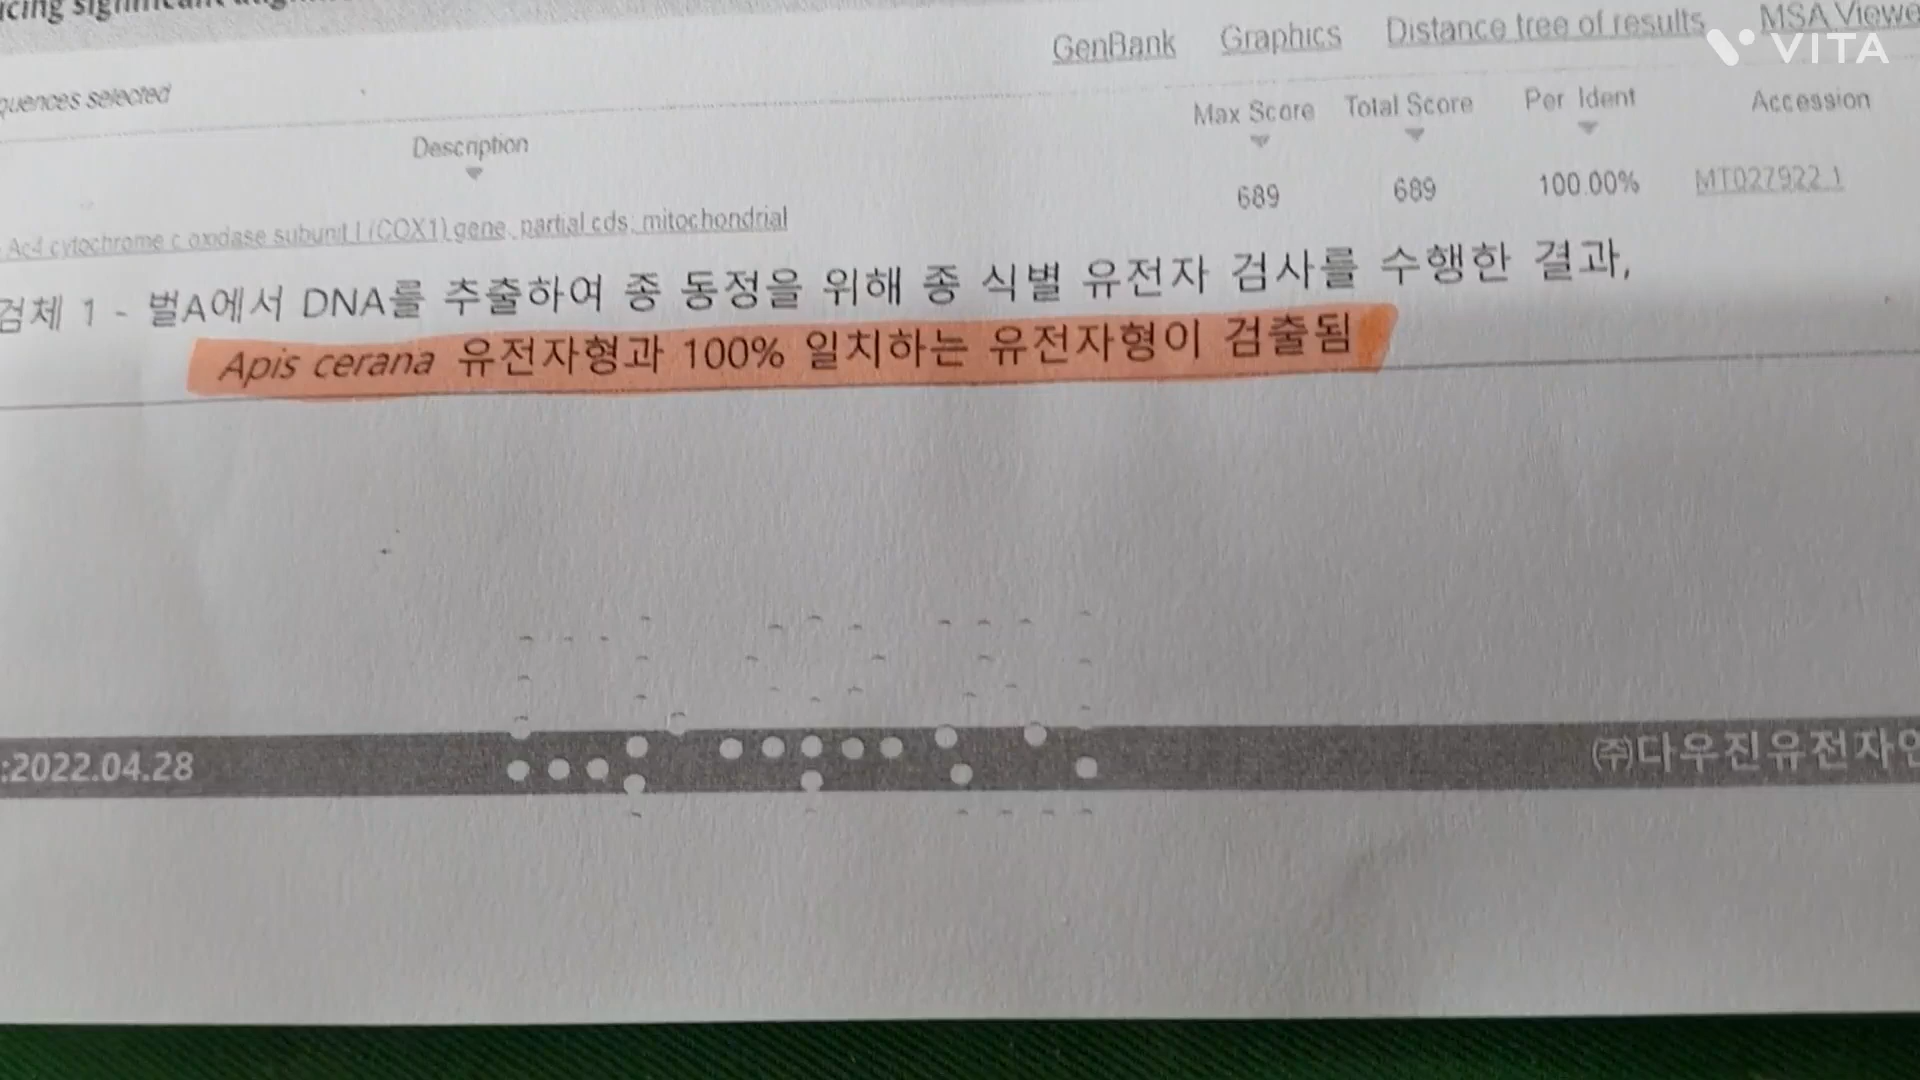 significant
GenBank Graphics Distance tree of results MSA Viewe
VITA
quences selected
Description Max Score Total Score Per Ident Accession
Ac4 cytochrome c oxidase subunit I (COX1) gene, partial cds; mitochondrial 689 689 100.00% MT027922.1
검체 1 - 벌A에서 DNA를 추출하여 종 동정을 위해 종 식별 유전자 검사를 수행한 결과,
Apis cerana 유전자형과 100% 일치하는 유전자형이 검출됨
:2022.04.28 ㈜다우진유전자연